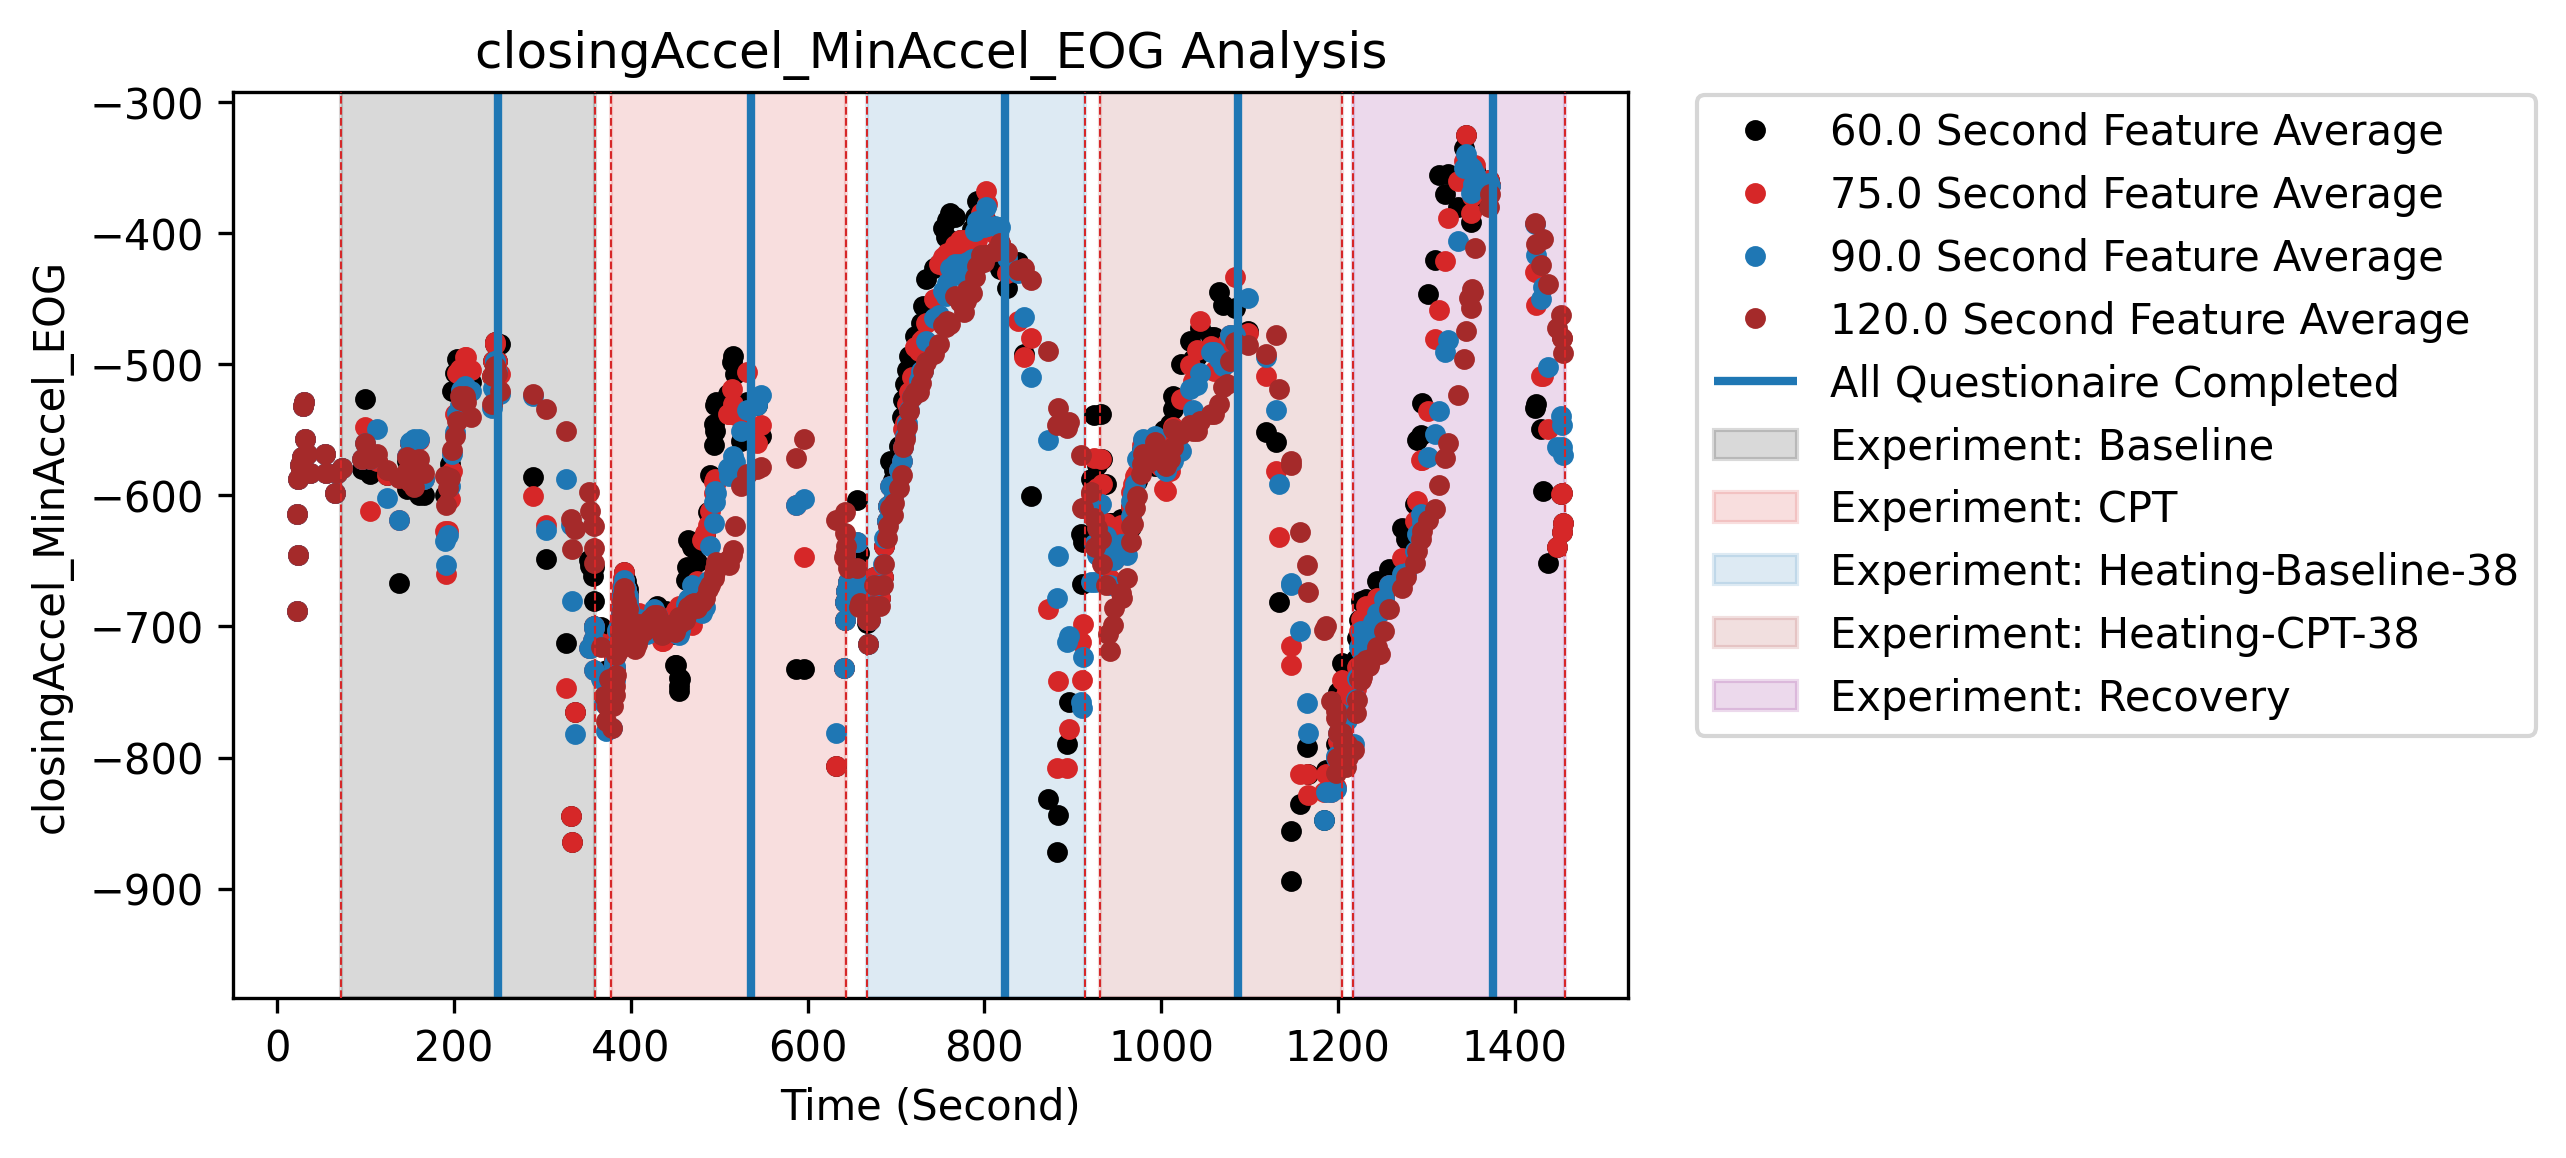 closingAccel_MinAccel_EOG Analysis
−300
−400
−500
−600
−700
−800
−900
closingAccel_MinAccel_EOG
0 200 400 600 800 1000 1200 1400
Time (Second)
60.0 Second Feature Average
75.0 Second Feature Average
90.0 Second Feature Average
120.0 Second Feature Average
All Questionaire Completed
Experiment: Baseline
Experiment: CPT
Experiment: Heating-Baseline-38
Experiment: Heating-CPT-38
Experiment: Recovery